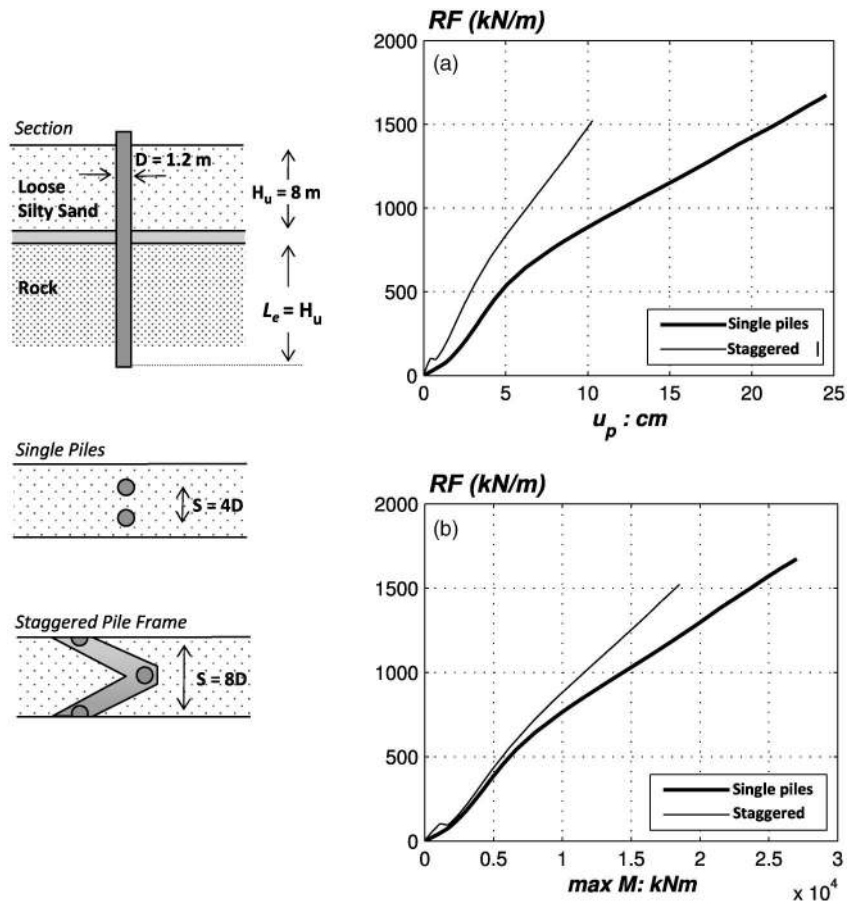 Section
D = 1.2 m
Loose
Silty Sand
H_u = 8 m
Rock
L_e = H_u
Single Piles
S = 4D
Staggered Pile Frame
S = 8D
RF (kN/m)
(a)
2000
1500
1000
500
0
Single piles
Staggered
0 5 10 15 20 25
u_p : cm
RF (kN/m)
(b)
2000
1500
1000
500
0
Single piles
Staggered
0 0.5 1 1.5 2 2.5 3
max M: kNm
x 10^4